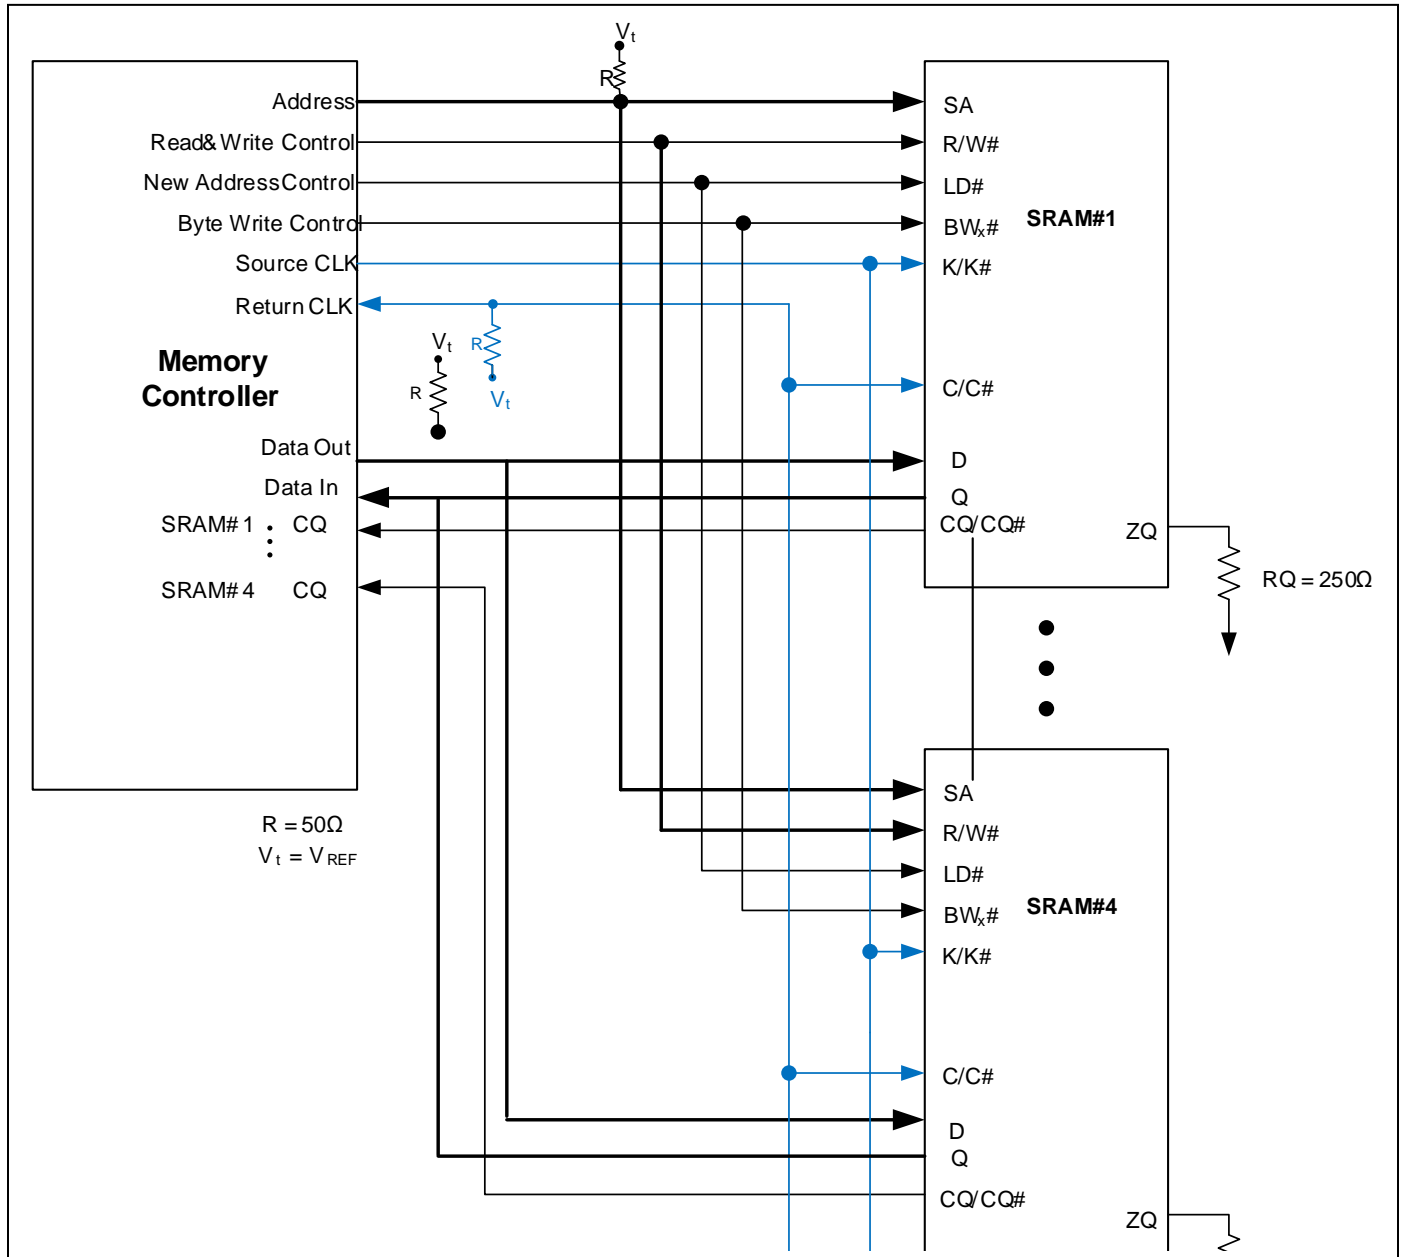 Vt
R
Address
Read&Write Control
New Address Control
Byte Write Control
Source CLK
Return CLK
Vt
R
R
Vt
Memory
Controller
Data Out
Data In
SRAM#1 CQ
SRAM#4 CQ
R = 50Ω
Vt = VREF
SA
R/W#
LD#
BWx#
SRAM#1
K/K#
C/C#
D
Q
CQ/CQ#
ZQ
RQ = 250Ω
SA
R/W#
LD#
BWx#
SRAM#4
K/K#
C/C#
D
Q
CQ/CQ#
ZQ